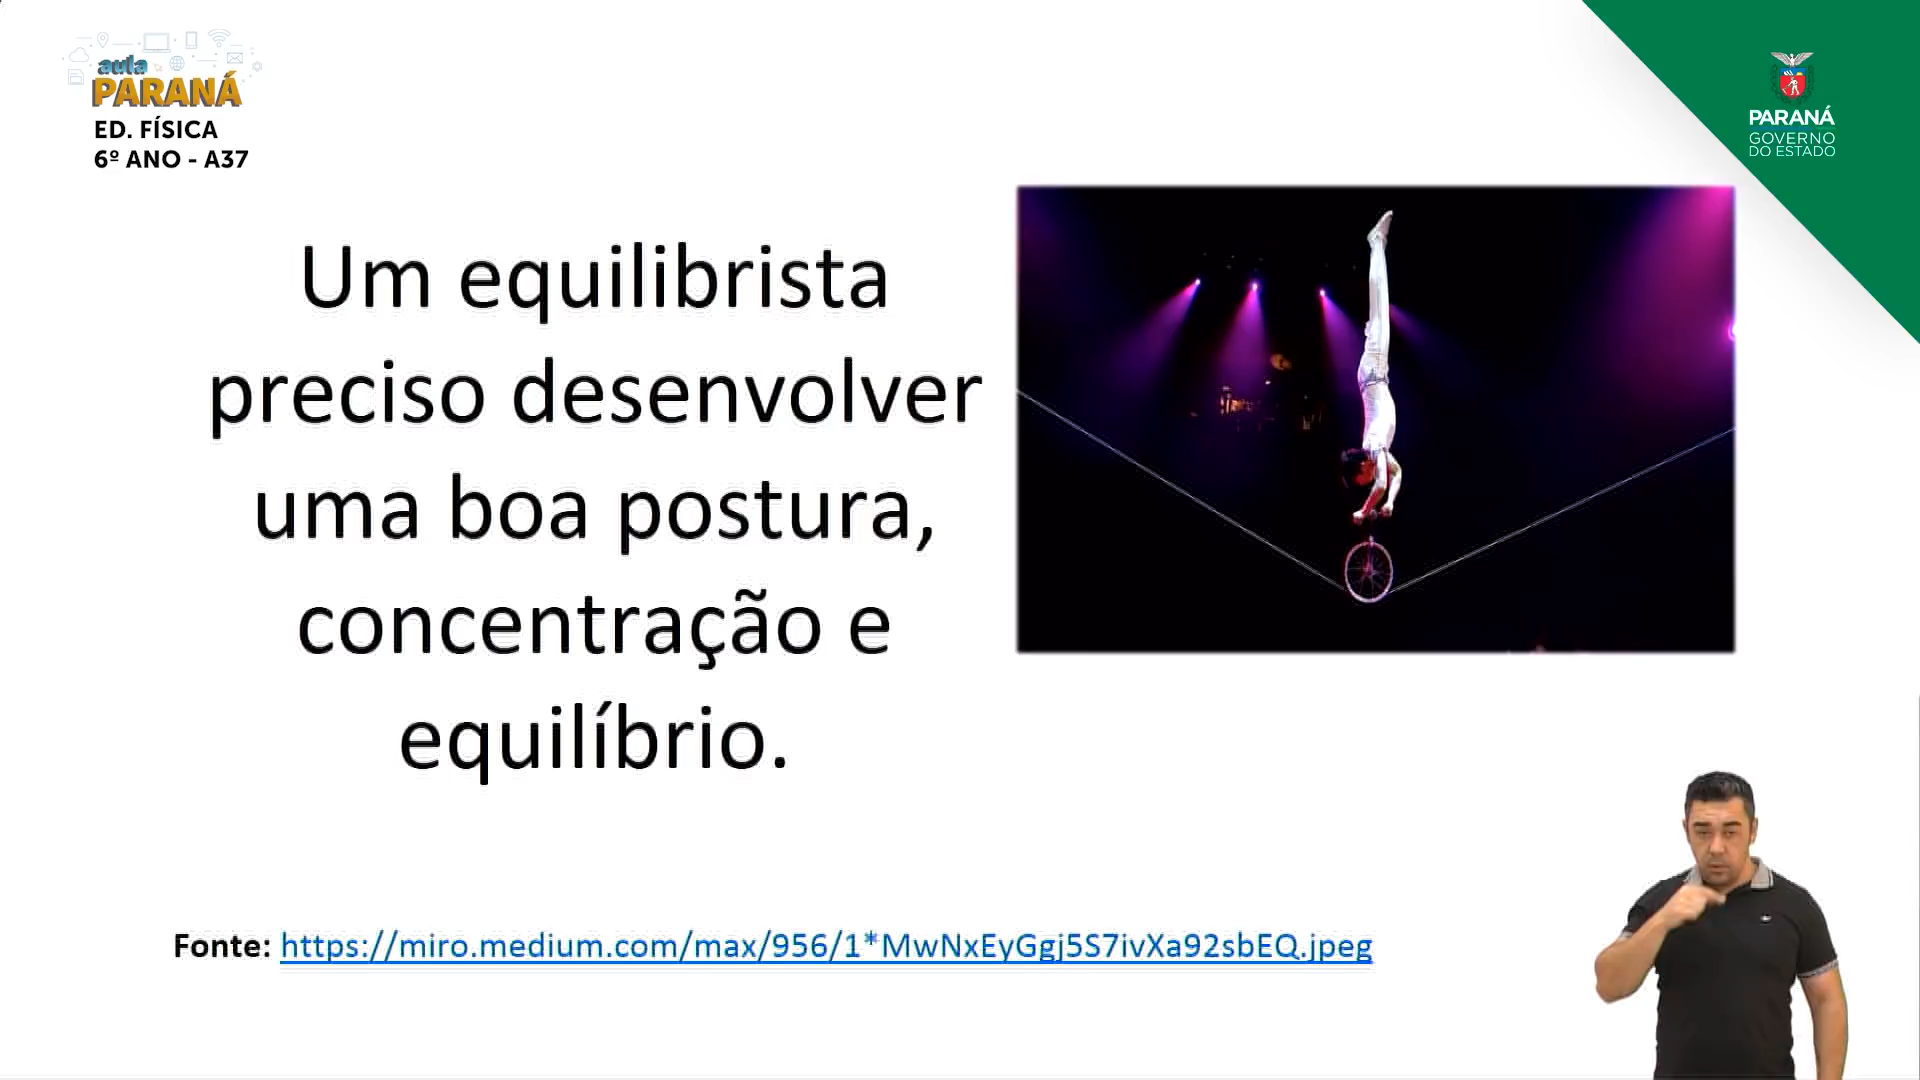 aula
PARANÁ
ED. FÍSICA
6º ANO - A37
PARANÁ
GOVERNO
DO ESTADO
Um equilibrista
preciso desenvolver
uma boa postura,
concentração e
equilíbrio.
Fonte: https://miro.medium.com/max/956/1*MwNxEyGgj5S7ivXa92sbEQ.jpeg